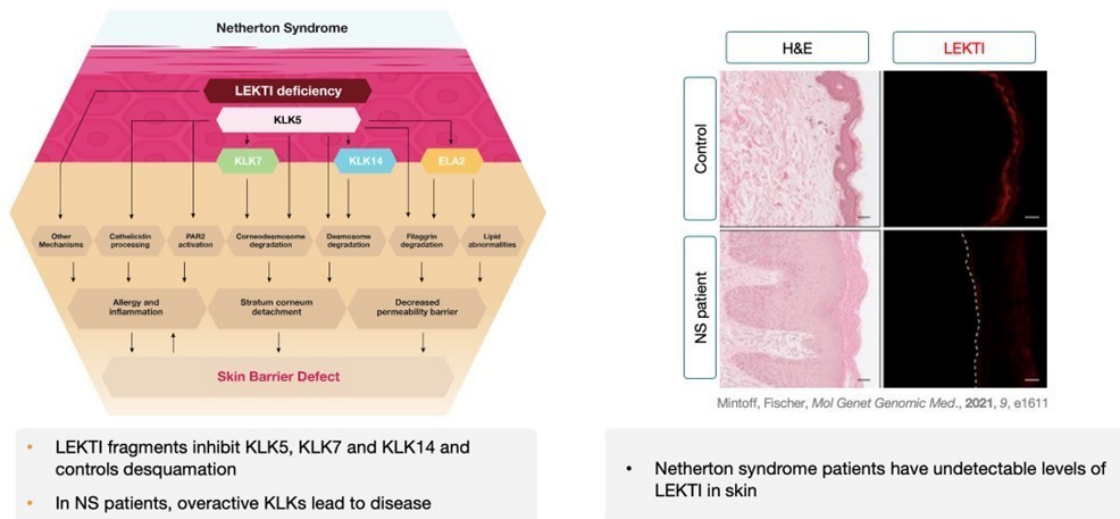 Netherton Syndrome
LEKTI deficiency
KLK5
KLK7
KLK14
ELA2
Other
Mechanisms
Cathelicidin
processing
PAR2
activation
Corneodesmosome
degradation
Desmosome
degradation
Filaggrin
degradation
Lipid
abnormalities
Allergy and
inflammation
Stratum corneum
detachment
Decreased
permeability barrier
Skin Barrier Defect
• LEKTI fragments inhibit KLK5, KLK7 and KLK14 and
controls desquamation
• In NS patients, overactive KLKs lead to disease
H&E
LEKTI
Control
NS patient
Mintoff, Fischer, Mol Genet Genomic Med., 2021, 9, e1611
• Netherton syndrome patients have undetectable levels of
LEKTI in skin